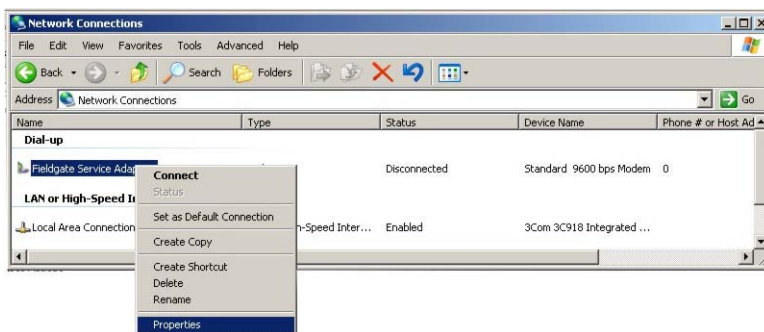 Network Connections
File Edit View Favorites Tools Advanced Help
Back Search Folders
Address Network Connections Go
Name Type Status Device Name Phone # or Host Ad
Dial-up
Fieldgate Service Disconnected Standard 9600 bps Modem 0
LAN or High-Speed
Local Area Connection Enabled 3Com 3C918 Integrated ...
Connect
Status
Set as Default Connection
Create Copy
Create Shortcut
Delete
Rename
Properties